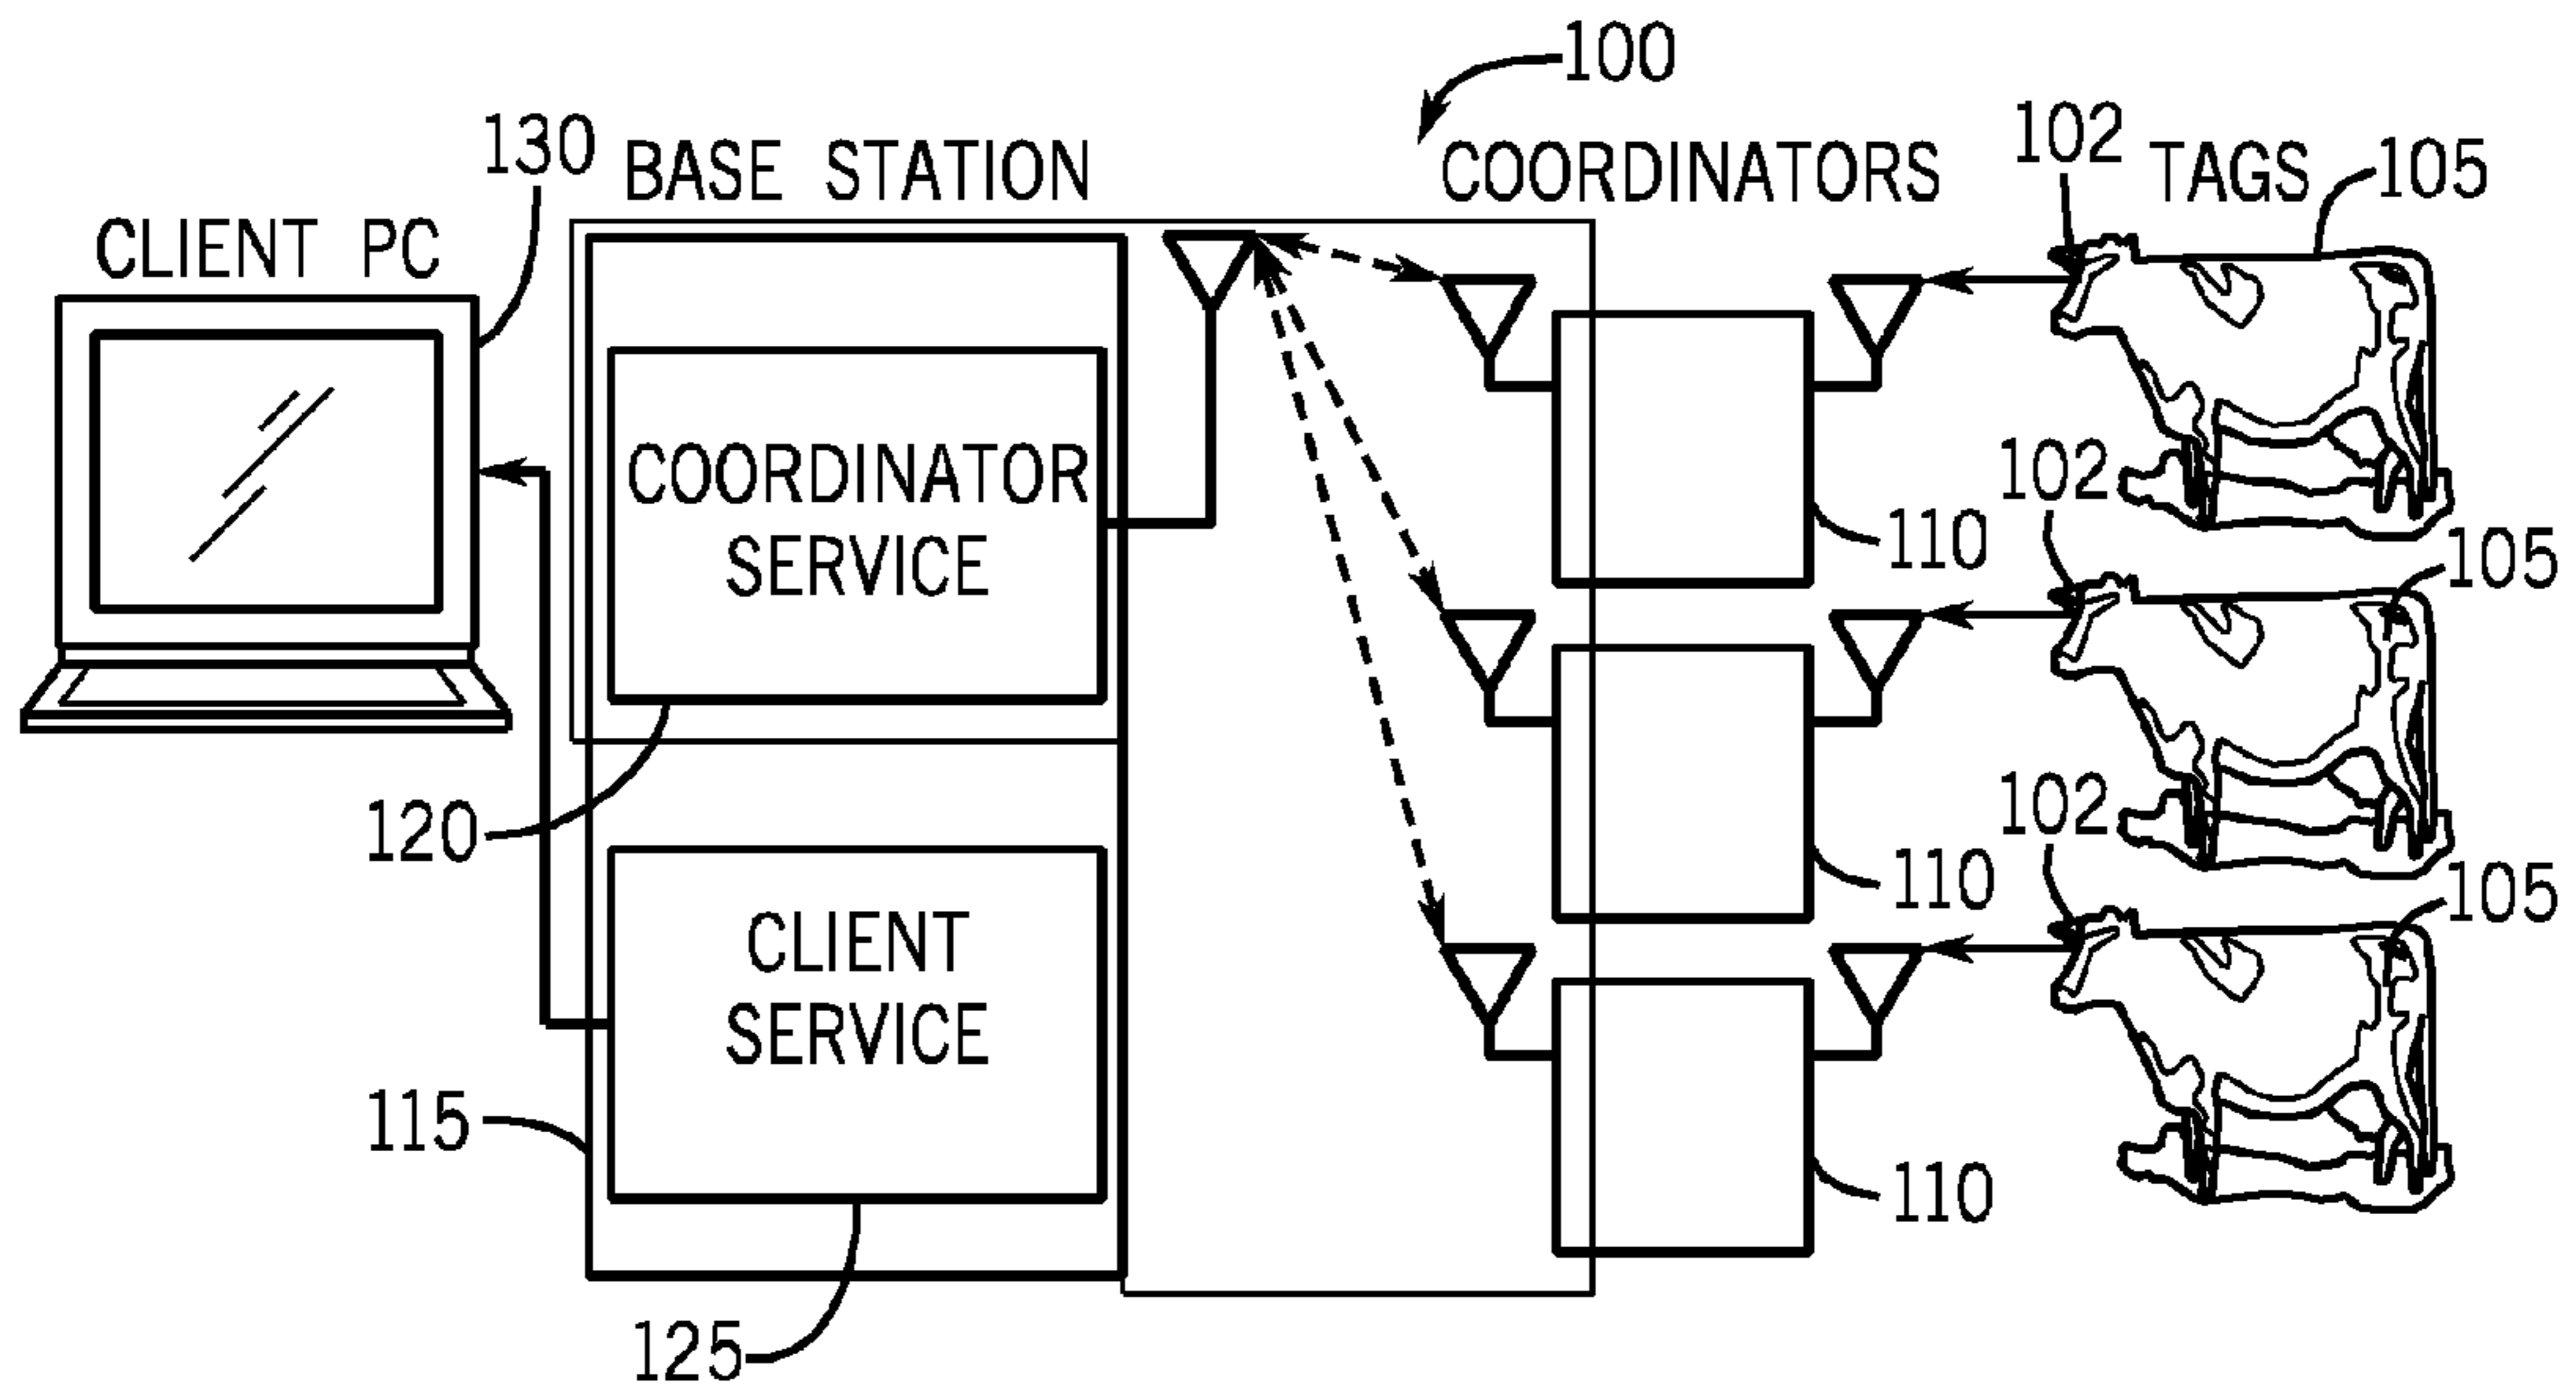 100
130
BASE STATION
COORDINATORS
102
TAGS
105
CLIENT PC
COORDINATOR
SERVICE
102
110
105
120
102
110
105
CLIENT
SERVICE
115
110
125